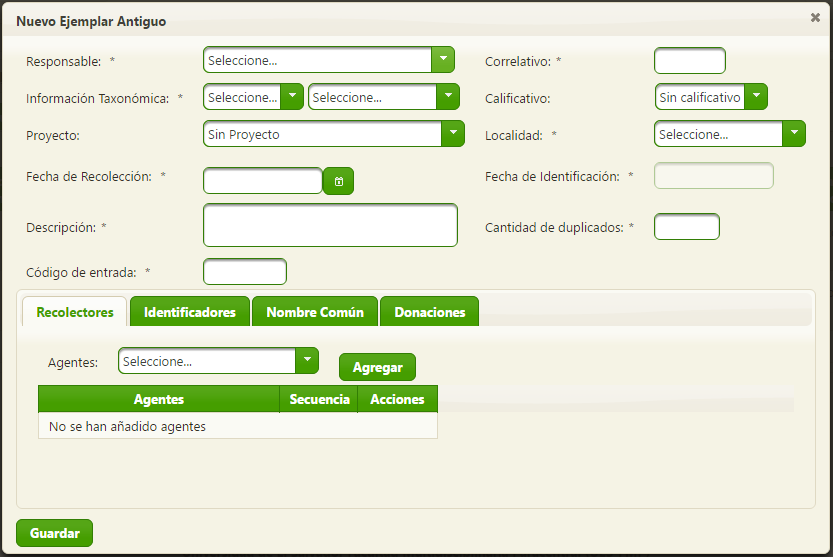 Nuevo Ejemplar Antiguo
Responsable: * Seleccione... Correlativo: *
Información Taxonómica: * Seleccione... Seleccione... Calificativo: Sin calificativo
Proyecto: Sin Proyecto Localidad: * Seleccione...
Fecha de Recolección: * Fecha de Identificación: *
Descripción: * Cantidad de duplicados: *
Código de entrada: *
Recolectores Identificadores Nombre Común Donaciones
Agentes: Seleccione... Agregar
Agentes Secuencia Acciones
No se han añadido agentes
Guardar